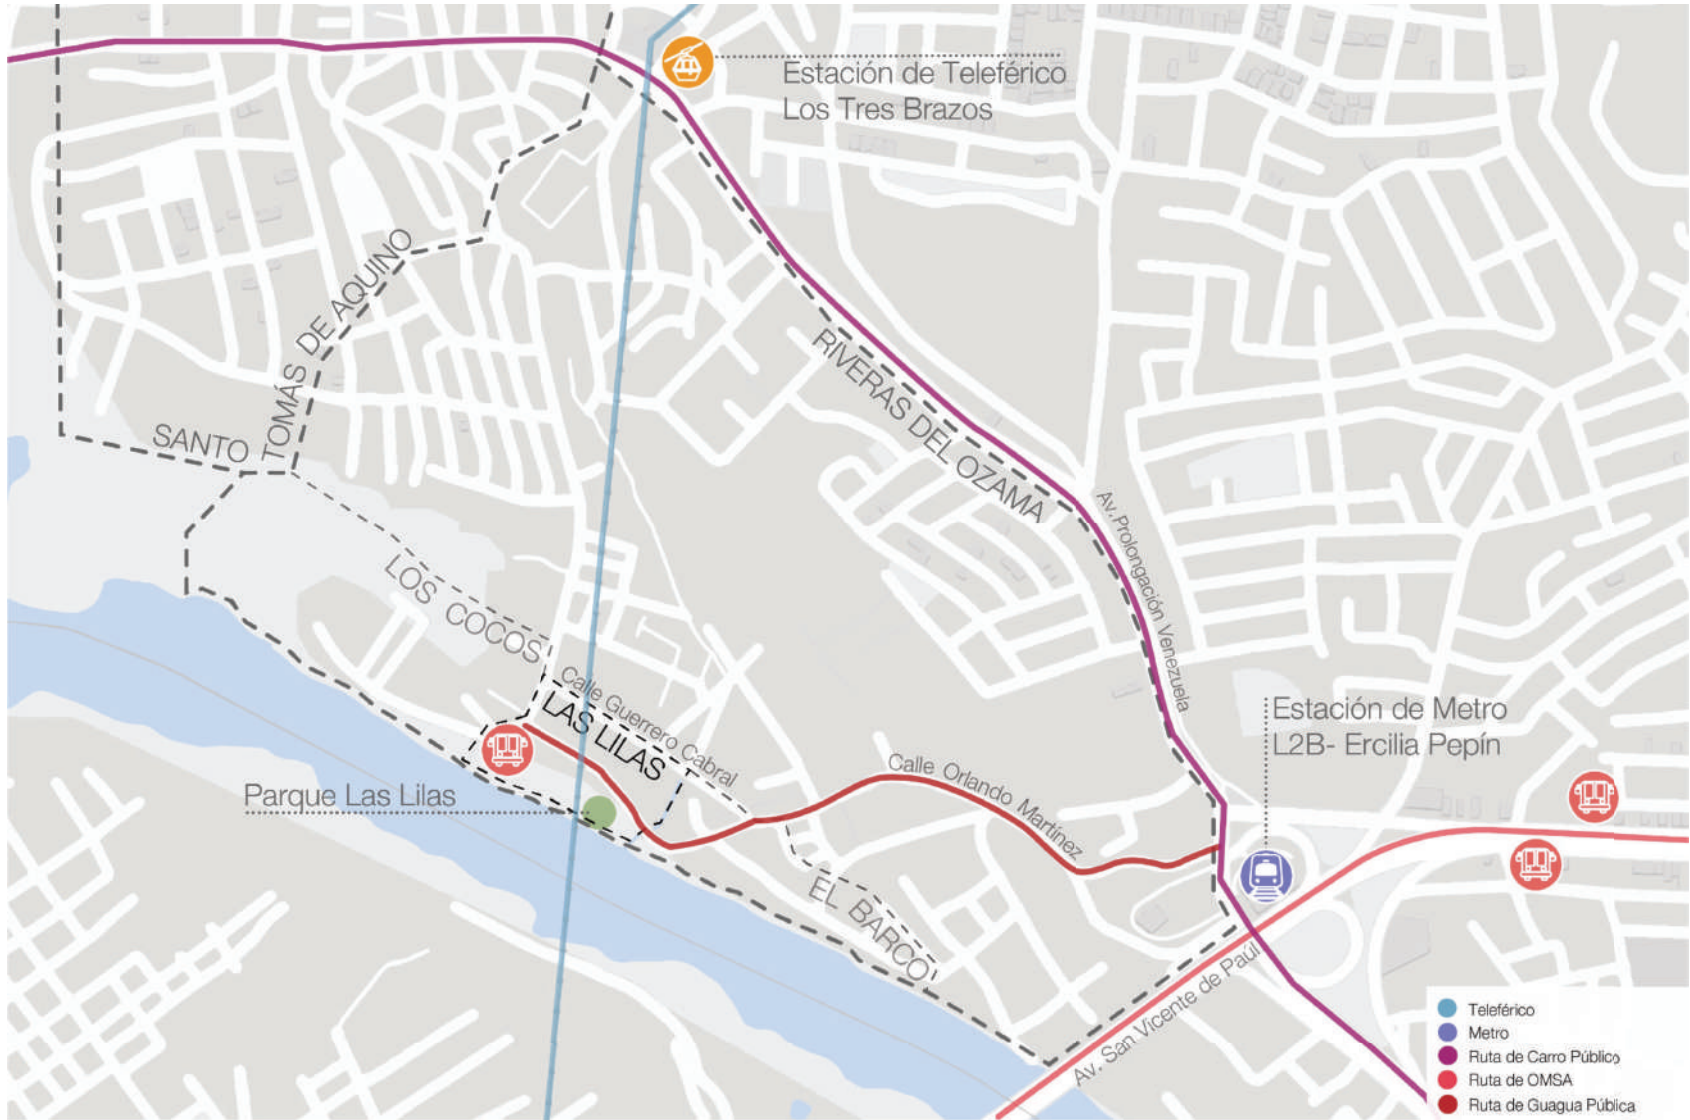 Estación de Teleférico
Los Tres Brazos
SANTO TOMÁS DE AQUINO
RIVERAS DEL OZAMA
Av. Prolongación Venezuela
LOS COCOS
Calle Guerrero Cabral
LAS LILAS
Estación de Metro
L2B- Ercilia Pepín
Parque Las Lilas
Calle Orlando Martínez
EL BARCO
Av. San Vicente de Paúl
Teleférico
Metro
Ruta de Carro Público
Ruta de OMSA
Ruta de Guagua Pública